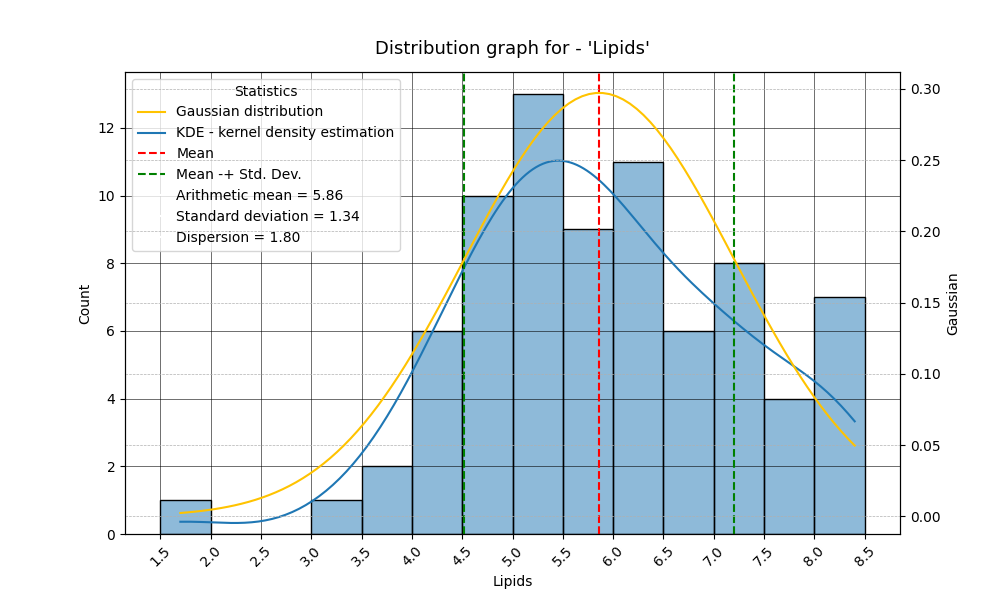 Distribution graph for - 'Lipids'
Statistics
Gaussian distribution
KDE - kernel density estimation
Mean
Mean -+ Std. Dev.
Arithmetic mean = 5.86
Standard deviation = 1.34
Dispersion = 1.80
Count
0
2
4
6
8
10
12
Gaussian
0.00
0.05
0.10
0.15
0.20
0.25
0.30
1.5 2.0 2.5 3.0 3.5 4.0 4.5 5.0 5.5 6.0 6.5 7.0 7.5 8.0 8.5
Lipids